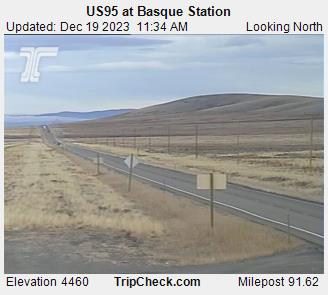 US95 at Basque Station
Updated: Dec 19 2023 11:34 AM Looking North
Elevation 4460 TripCheck.com Milepost 91.62